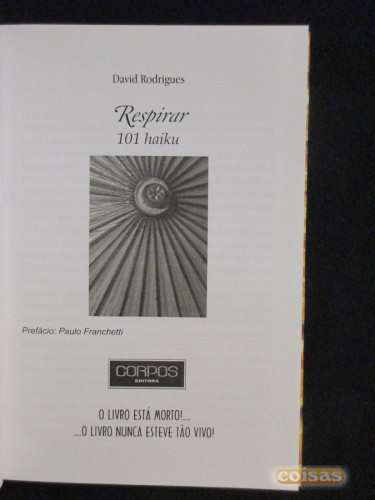 David Rodrigues
Respirar
101 haiku
Prefácio: Paulo Franchetti
CORPOS
EDITORA
O LIVRO ESTÁ MORTO!...
...O LIVRO NUNCA ESTEVE TÃO VIVO!
coisas